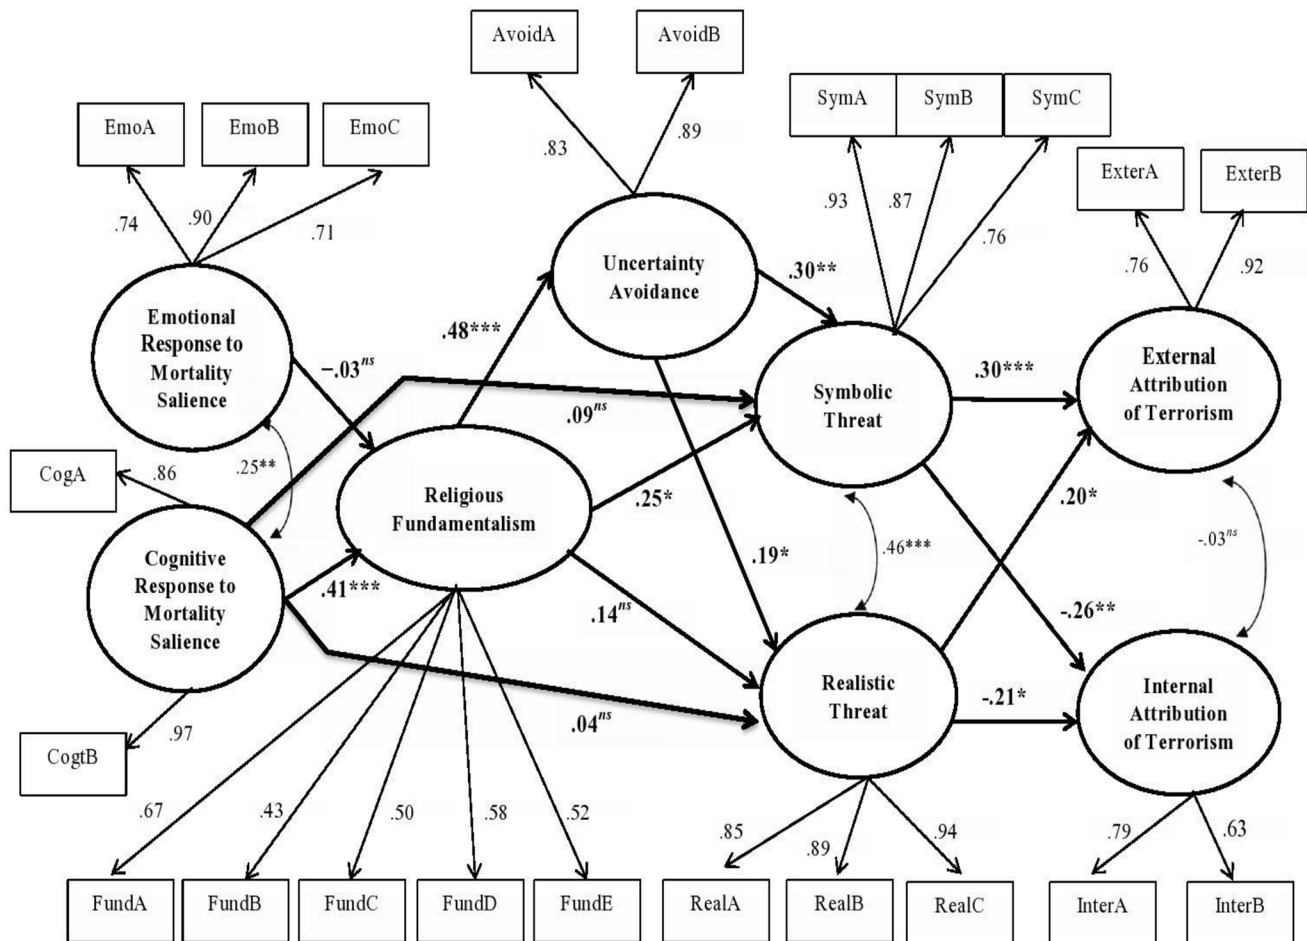 AvoidA
AvoidB
SymA
SymB
SymC
EmoA
EmoB
EmoC
ExterA
ExterB
.83
.89
.93
.87
.76
.74
.90
.71
.76
.92
Uncertainty
Avoidance
.30**
Emotional
Response to
Mortality
Salience
.48***
−.03ns
.09ns
Symbolic
Threat
.30***
External
Attribution
of Terrorism
CogA
.86
.25**
Religious
Fundamentalism
.25*
.20*
.46***
-.03ns
.19*
Cognitive
Response to
Mortality
Salience
.41***
.14ns
-.26**
Realistic
Threat
-.21*
Internal
Attribution
of Terrorism
.04ns
.97
CogtB
.67
.43
.50
.58
.52
.85
.89
.94
.79
.63
FundA
FundB
FundC
FundD
FundE
RealA
RealB
RealC
InterA
InterB